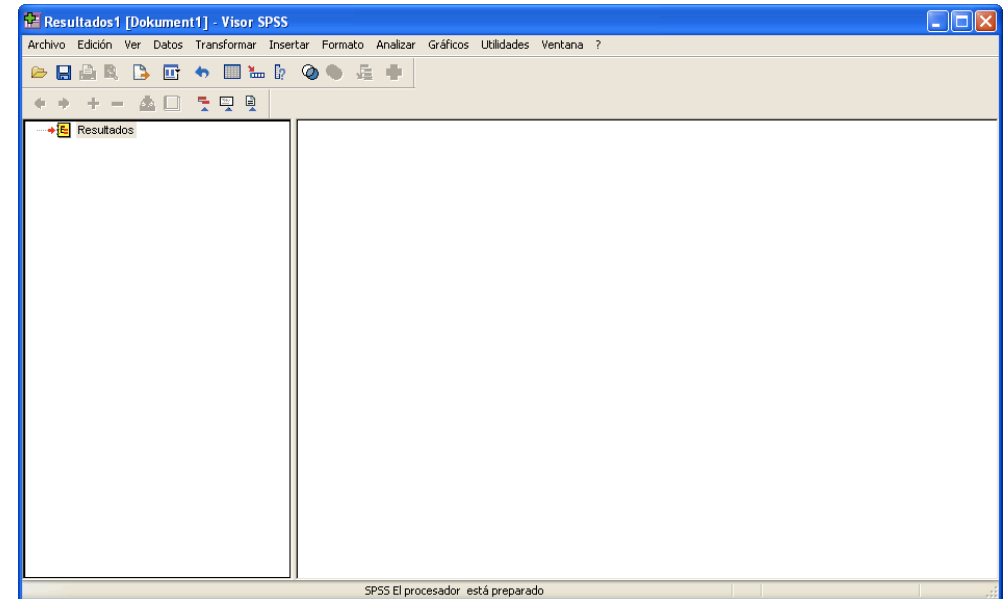 Resultados1 [Dokument1] - Visor SPSS
Archivo Edición Ver Datos Transformar Insertar Formato Analizar Gráficos Utilidades Ventana ?
Resultados
SPSS El procesador está preparado